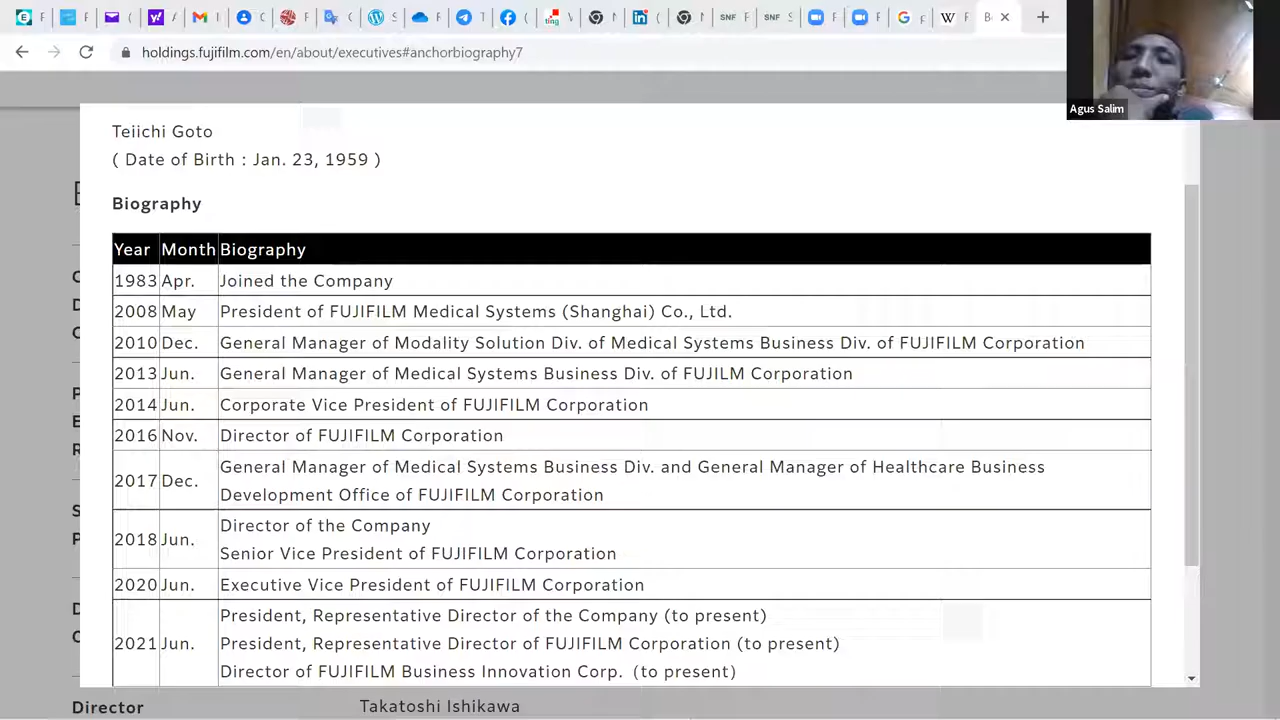 holdings.fujifilm.com/en/about/executives#anchorbiography7
Agus Salim
Teiichi Goto
( Date of Birth : Jan. 23, 1959 )
Biography
Year Month Biography
1983 Apr. Joined the Company
2008 May President of FUJIFILM Medical Systems (Shanghai) Co., Ltd.
2010 Dec. General Manager of Modality Solution Div. of Medical Systems Business Div. of FUJIFILM Corporation
2013 Jun. General Manager of Medical Systems Business Div. of FUJILM Corporation
2014 Jun. Corporate Vice President of FUJIFILM Corporation
2016 Nov. Director of FUJIFILM Corporation
2017 Dec. General Manager of Medical Systems Business Div. and General Manager of Healthcare Business
Development Office of FUJIFILM Corporation
2018 Jun. Director of the Company
Senior Vice President of FUJIFILM Corporation
2020 Jun. Executive Vice President of FUJIFILM Corporation
2021 Jun. President, Representative Director of the Company (to present)
President, Representative Director of FUJIFILM Corporation (to present)
Director of FUJIFILM Business Innovation Corp. (to present)
Director Takatoshi Ishikawa